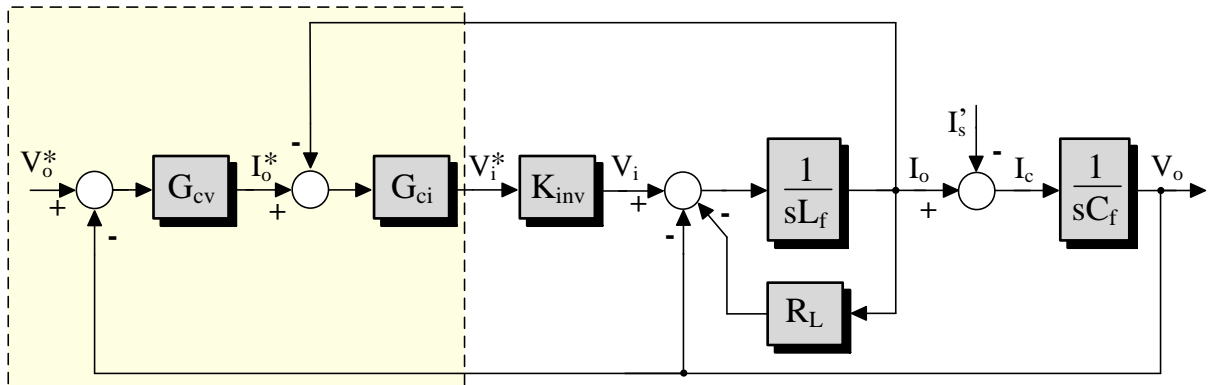 V*o
+
-
Gcv
I*o
+
-
Gci
V*i
Kinv
Vi
+
-
-
1
sLf
RL
Io
+
I's
-
Ic
1
sCf
Vo